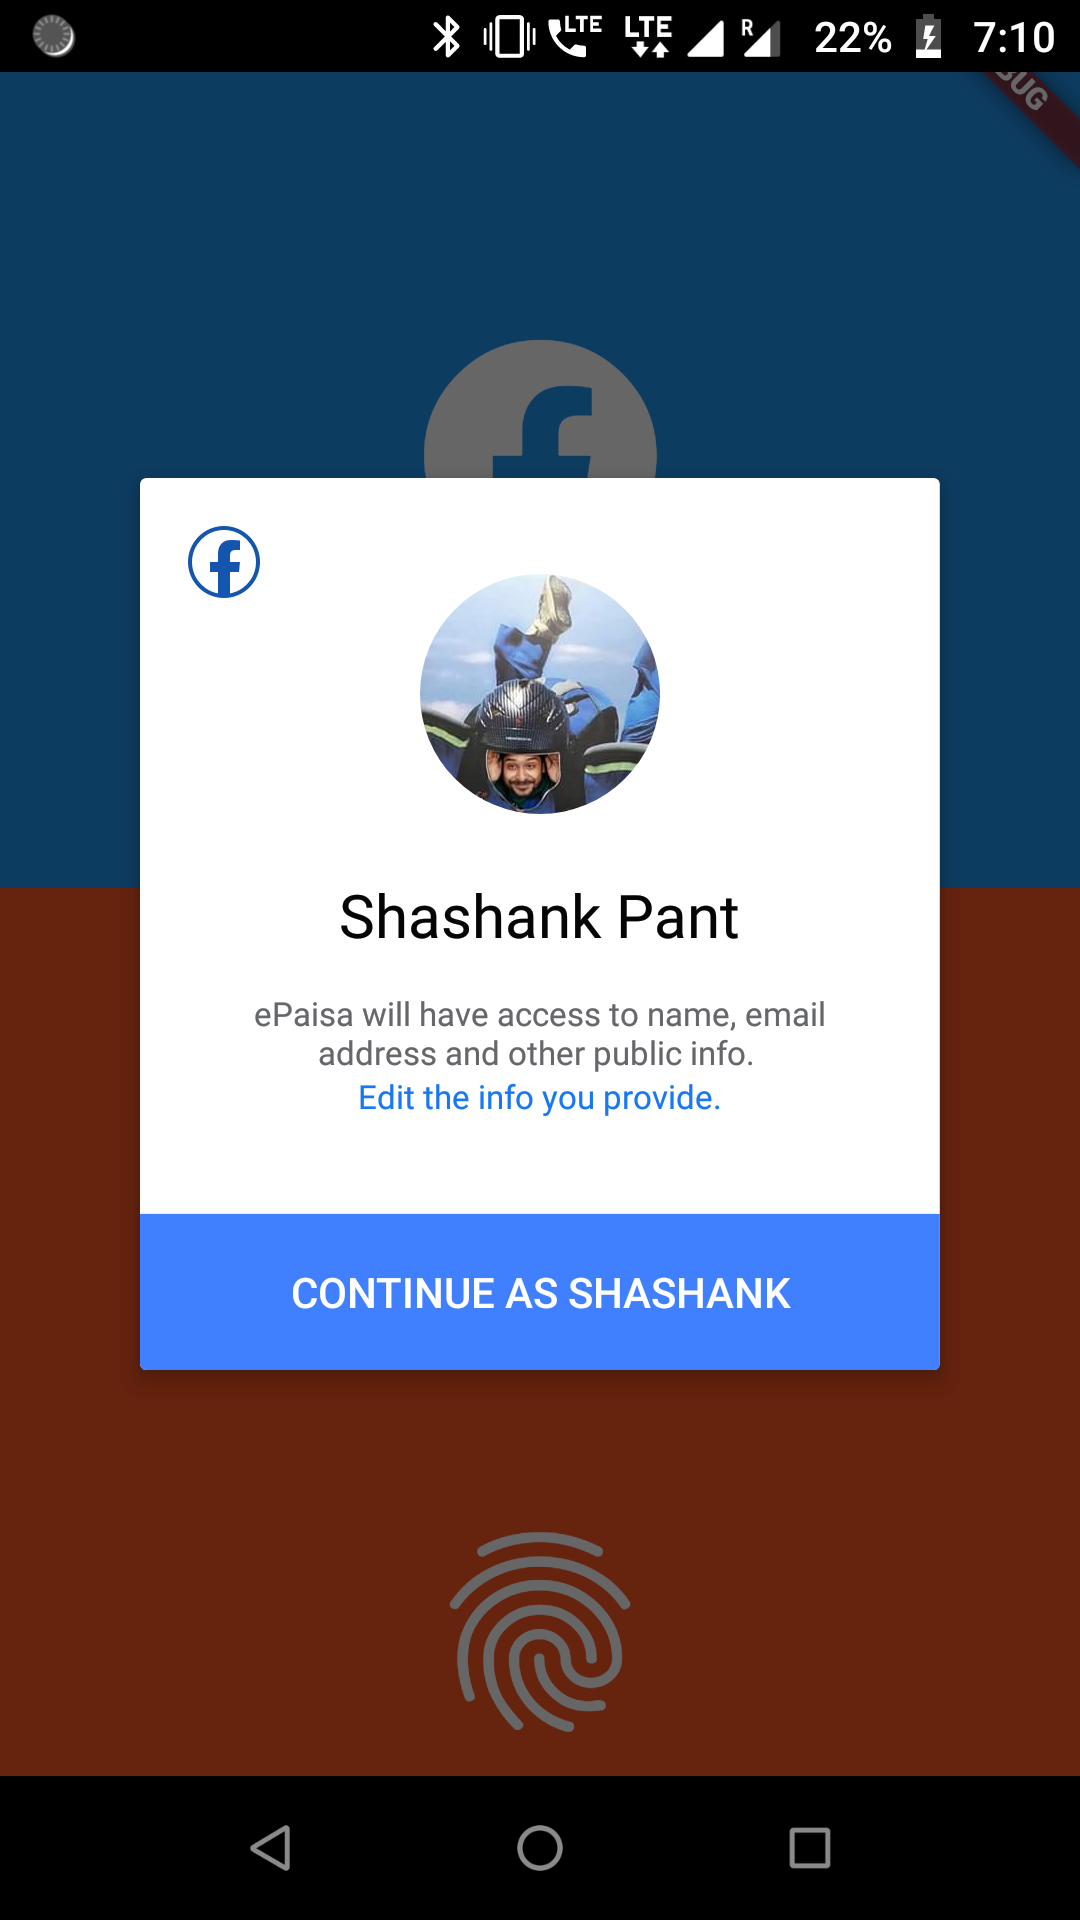 LTE LTE R 22% 7:10
BUG
Shashank Pant
ePaisa will have access to name, email
address and other public info.
Edit the info you provide.
CONTINUE AS SHASHANK